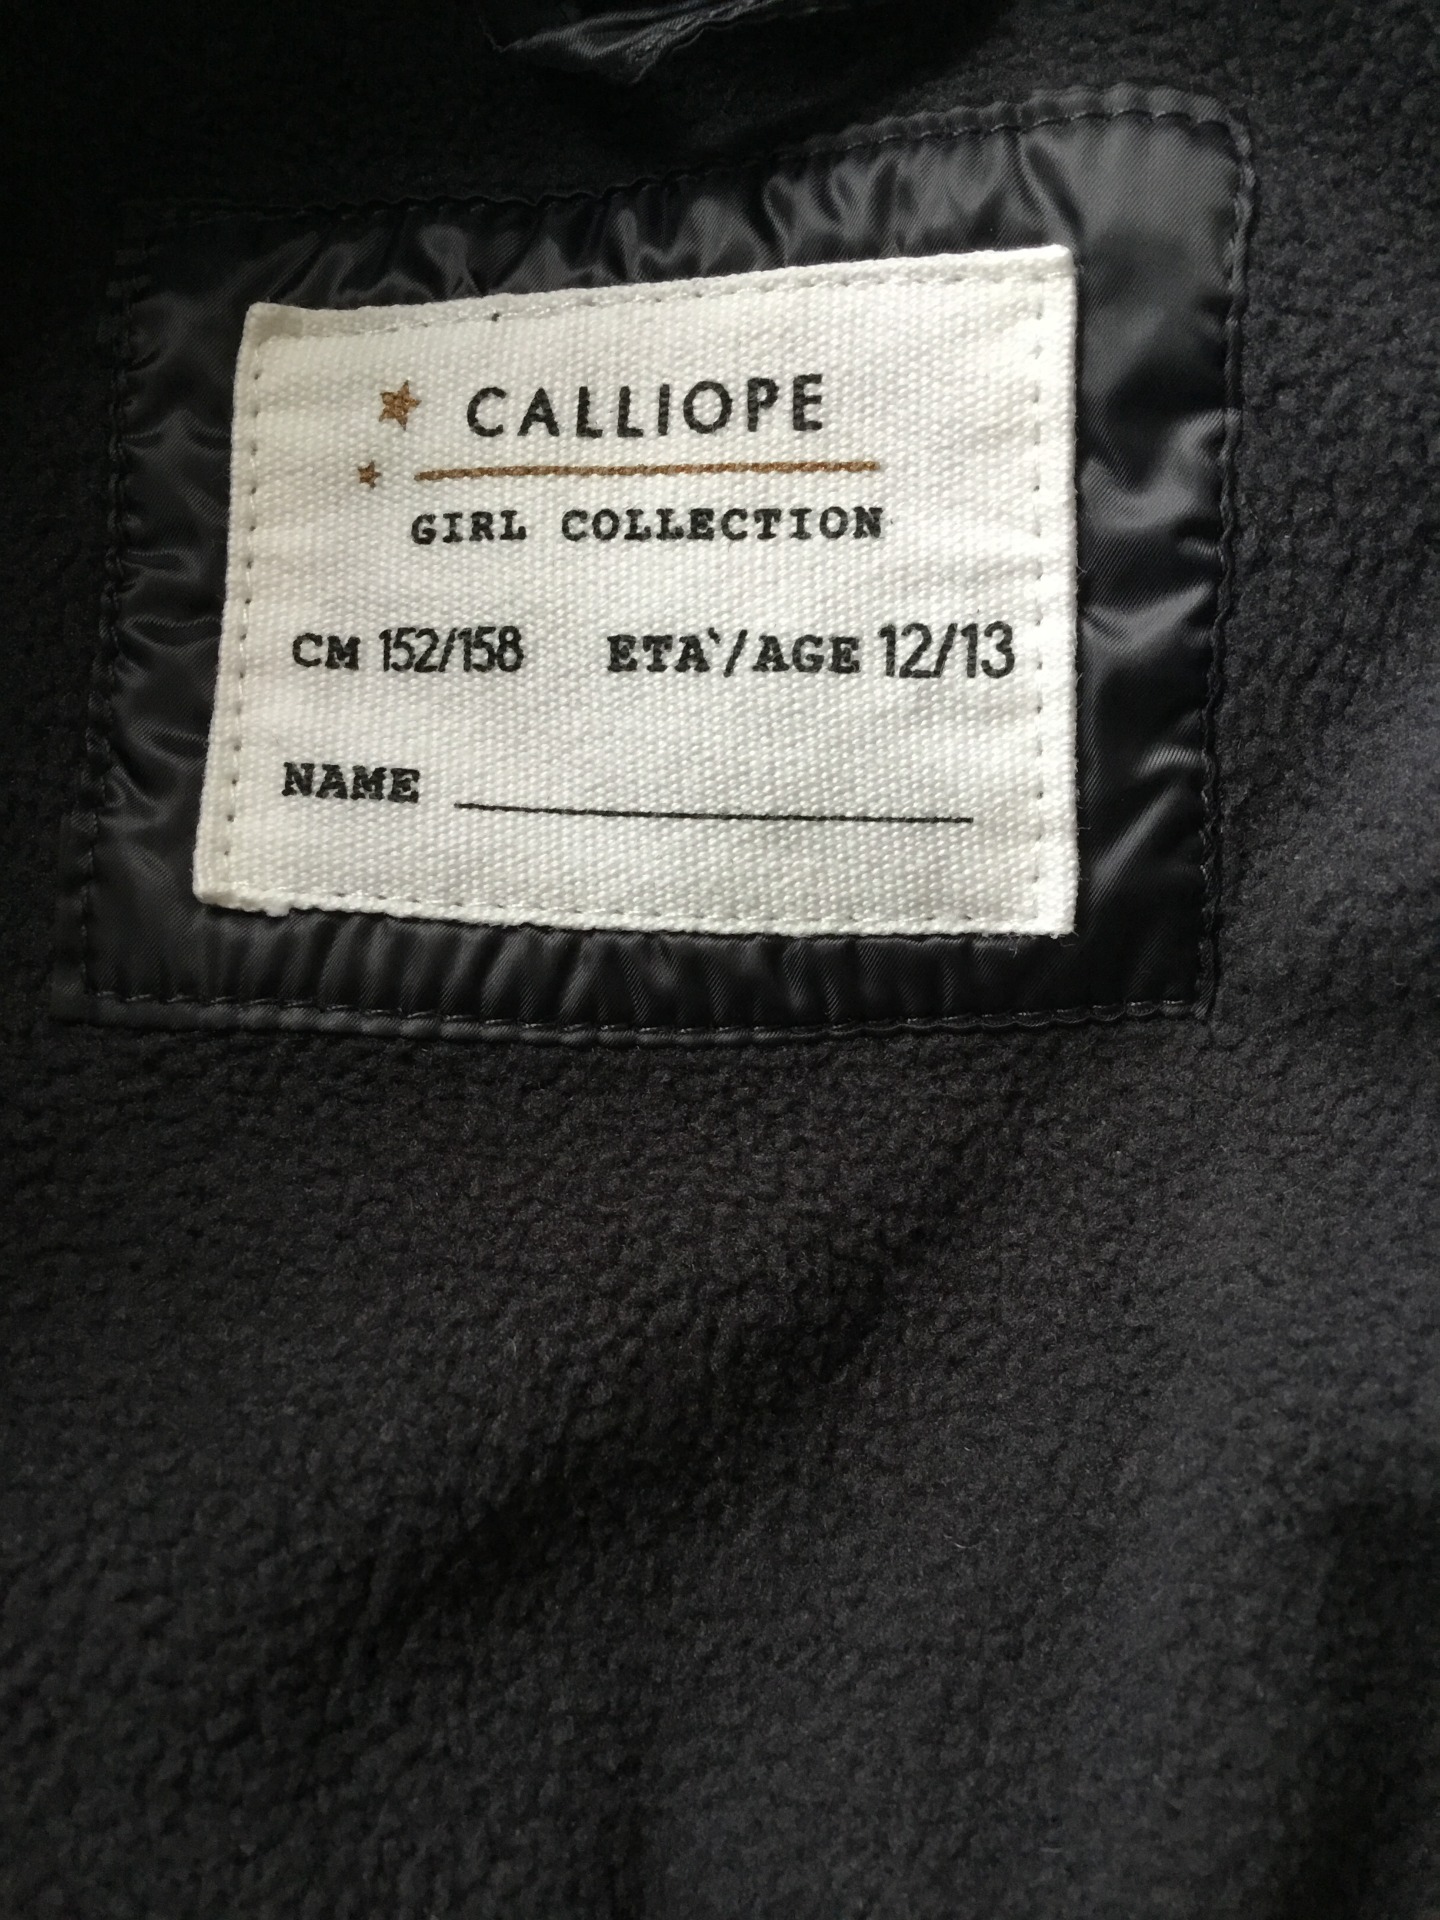 CALLIOPE
GIRL COLLECTION
CM 152/158 ETA`/AGE 12/13
NAME